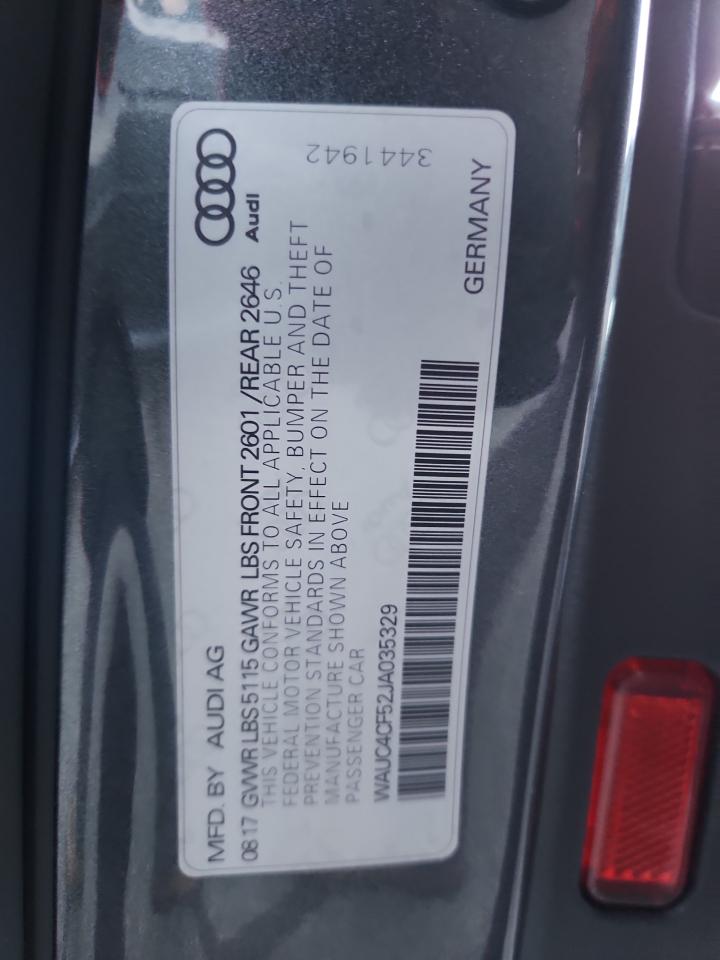 MFD. BY AUDI AG
Audi
0817 GVWR LBS 5115 GAWR LBS FRONT 2601/REAR 2646
THIS VEHICLE CONFORMS TO ALL APPLICABLE U.S.
FEDERAL MOTOR VEHICLE SAFETY, BUMPER AND THEFT
PREVENTION STANDARDS IN EFFECT ON THE DATE OF
MANUFACTURE SHOWN ABOVE
PASSENGER CAR
WAUC4CF52JA035329
GERMANY
3441942